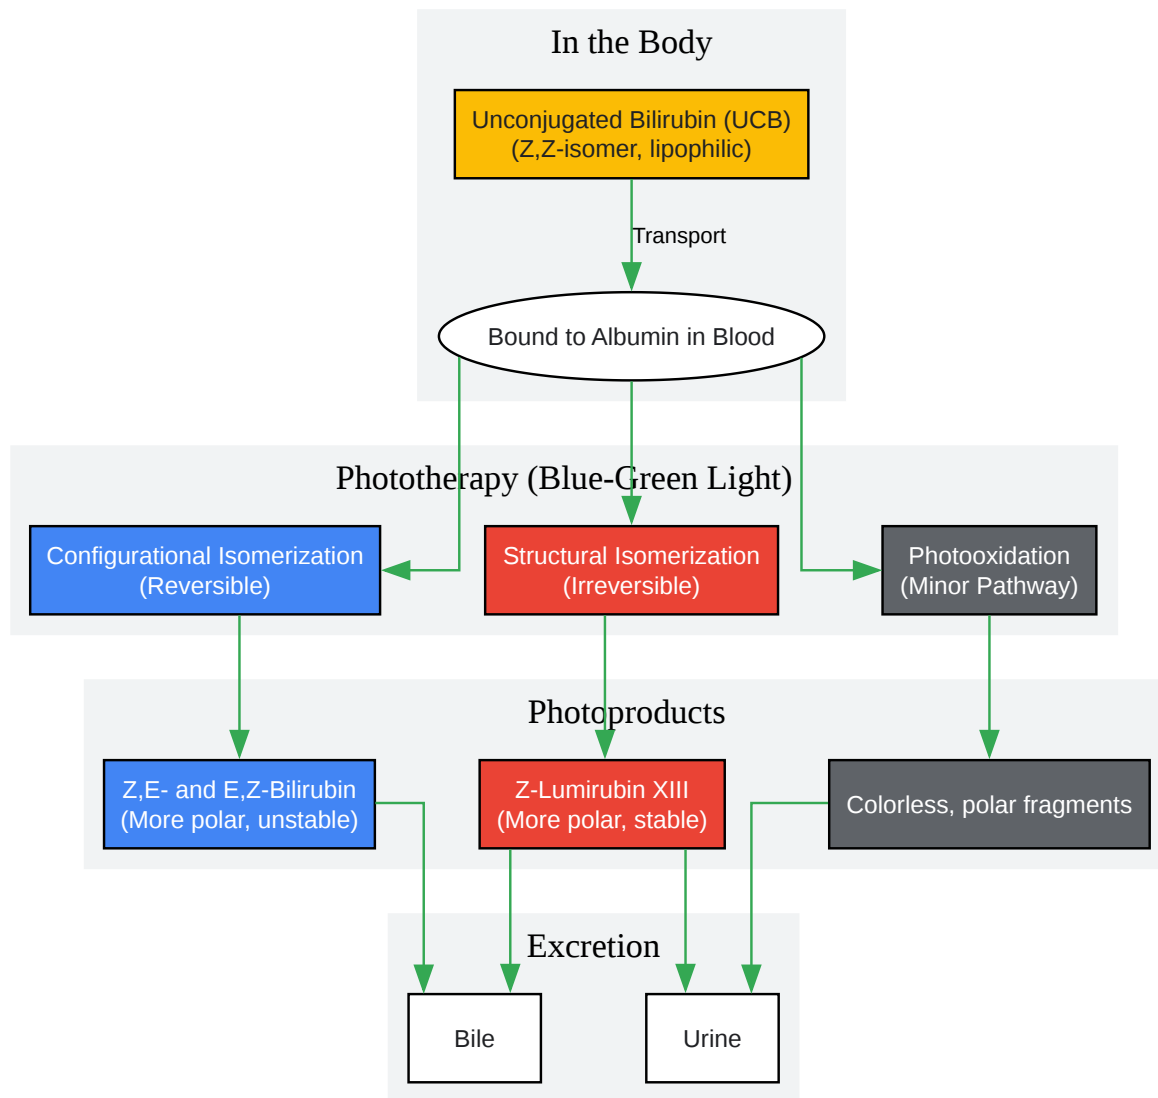 In the Body
Unconjugated Bilirubin (UCB)
(Z,Z-isomer, lipophilic)
Transport
Bound to Albumin in Blood
Phototherapy (Blue-Green Light)
Configurational Isomerization
(Reversible)
Structural Isomerization
(Irreversible)
Photooxidation
(Minor Pathway)
Photoproducts
Z,E- and E,Z-Bilirubin
(More polar, unstable)
Z-Lumirubin XIII
(More polar, stable)
Colorless, polar fragments
Excretion
Bile
Urine